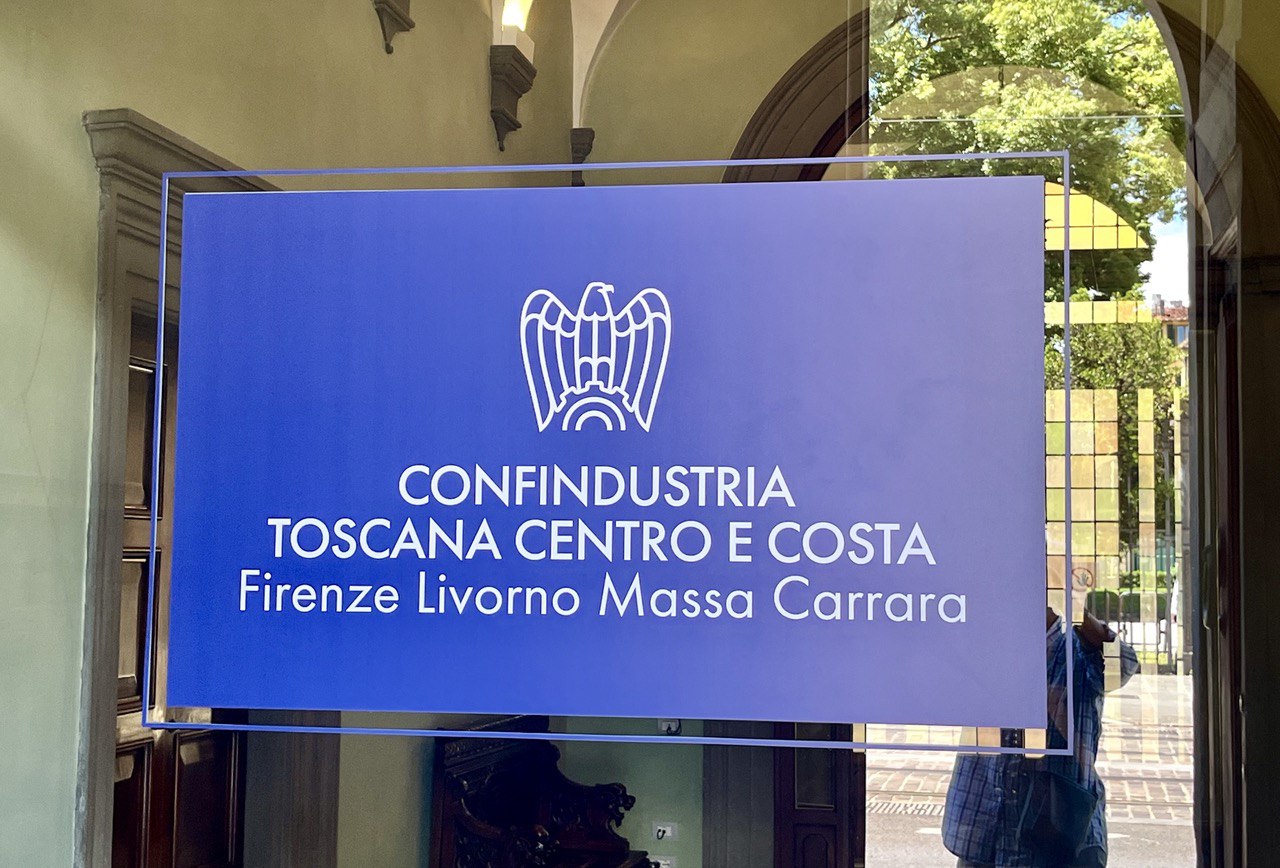 CONFINDUSTRIA
TOSCANA CENTRO E COSTA
Firenze Livorno Massa Carrara